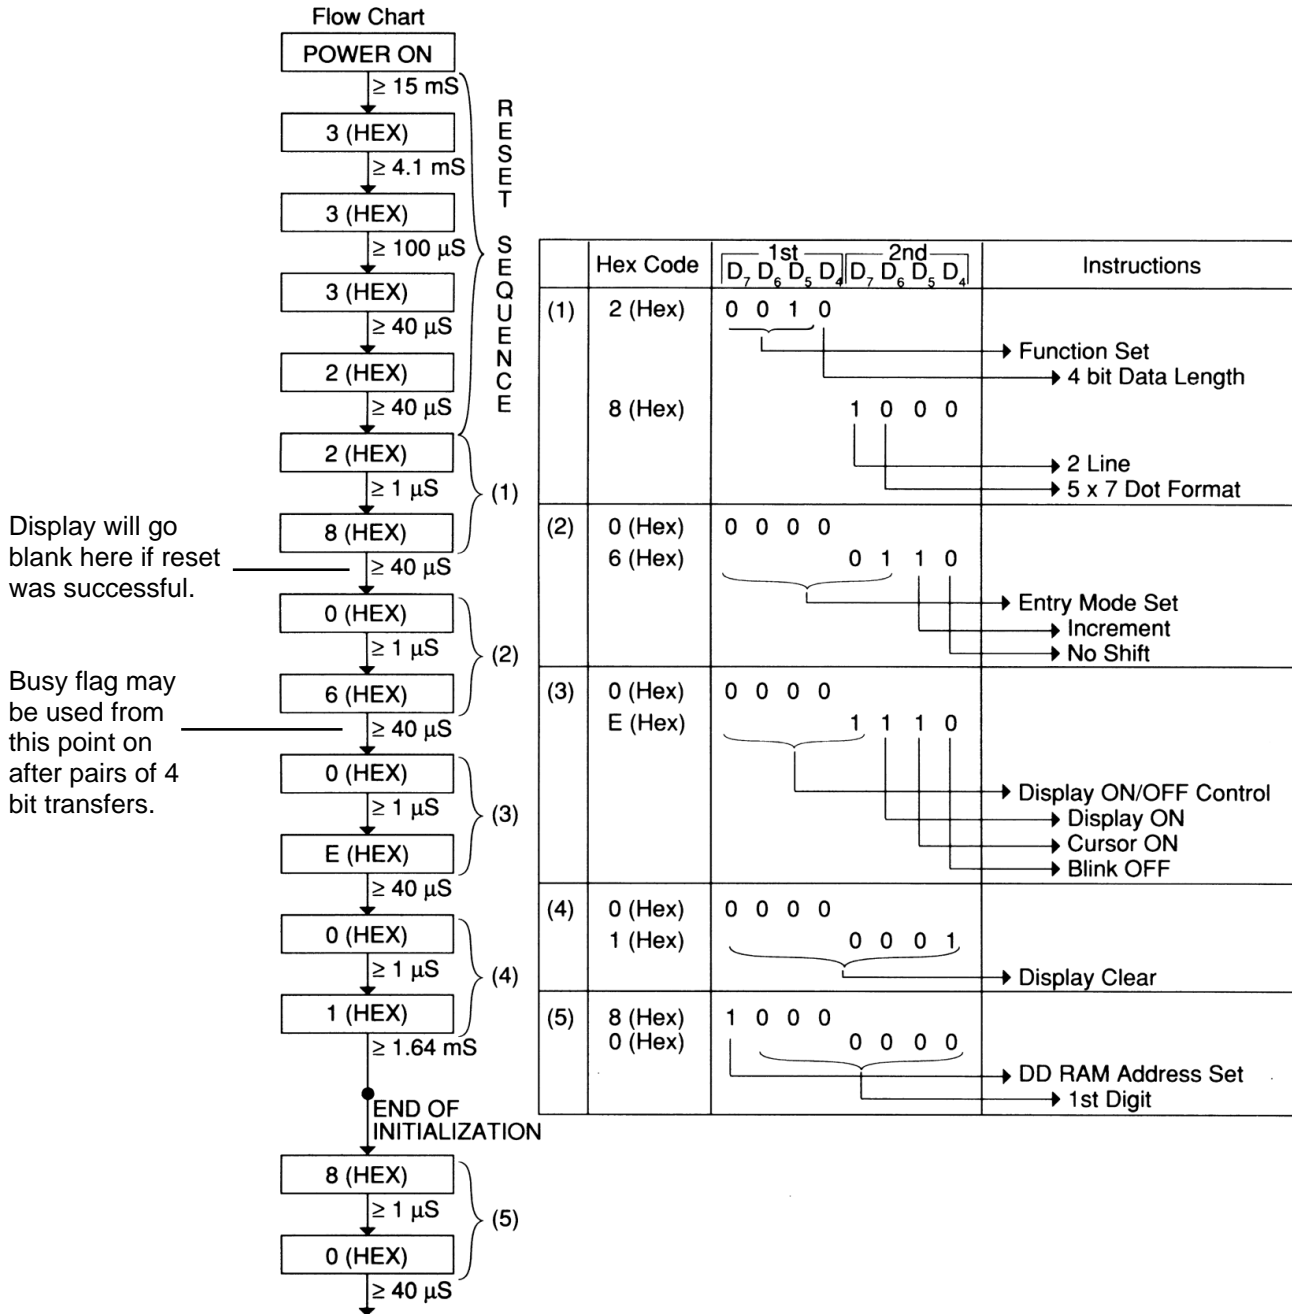 Flow Chart
POWER ON
≥ 15 mS
3 (HEX)
≥ 4.1 mS
3 (HEX)
≥ 100 µS
3 (HEX)
≥ 40 µS
2 (HEX)
≥ 40 µS
RESET SEQUENCE
2 (HEX)
≥ 1 µS
(1)
8 (HEX)
Display will go
blank here if reset
was successful.
≥ 40 µS
0 (HEX)
≥ 1 µS
(2)
6 (HEX)
Busy flag may
be used from
this point on
after pairs of 4
bit transfers.
≥ 40 µS
0 (HEX)
≥ 1 µS
(3)
E (HEX)
≥ 40 µS
0 (HEX)
≥ 1 µS
(4)
1 (HEX)
≥ 1.64 mS
END OF
INITIALIZATION
8 (HEX)
≥ 1 µS
(5)
0 (HEX)
≥ 40 µS
Hex Code 1st 2nd Instructions
D7 D6 D5 D4 D7 D6 D5 D4
(1) 2 (Hex) 0 0 1 0
Function Set
4 bit Data Length
8 (Hex) 1 0 0 0
2 Line
5 x 7 Dot Format
(2) 0 (Hex) 0 0 0 0
6 (Hex) 0 1 1 0
Entry Mode Set
Increment
No Shift
(3) 0 (Hex) 0 0 0 0
E (Hex) 1 1 1 0
Display ON/OFF Control
Display ON
Cursor ON
Blink OFF
(4) 0 (Hex) 0 0 0 0
1 (Hex) 0 0 0 1
Display Clear
(5) 8 (Hex) 1 0 0 0
0 (Hex) 0 0 0 0
DD RAM Address Set
1st Digit